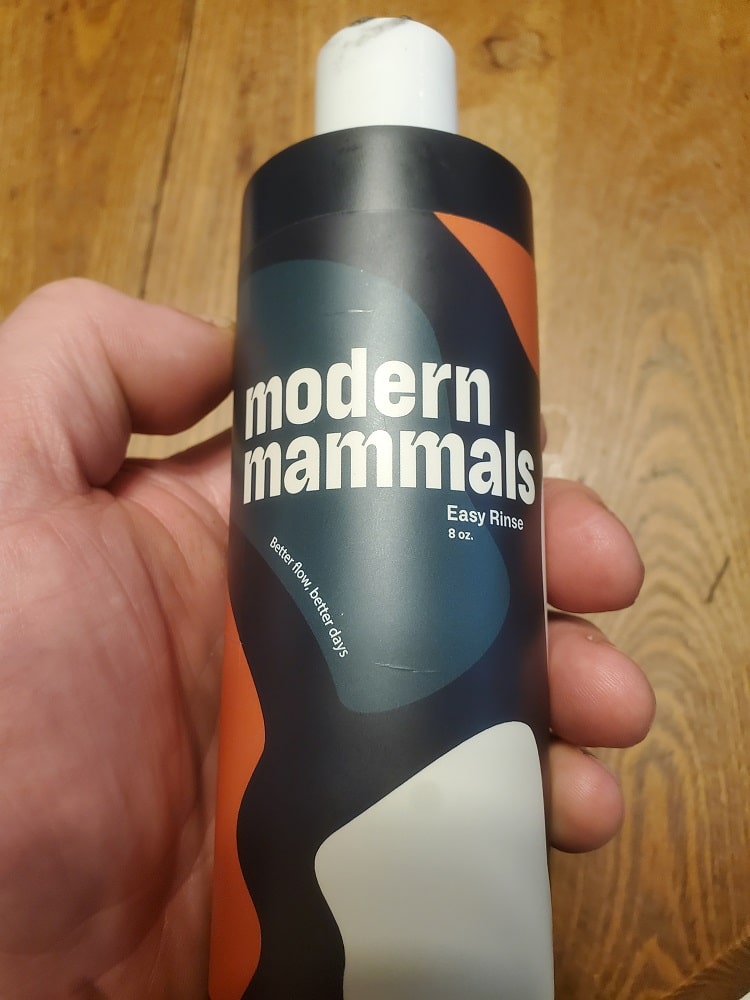 modern
mammals
Easy Rinse
8 oz.
Better flow, better days